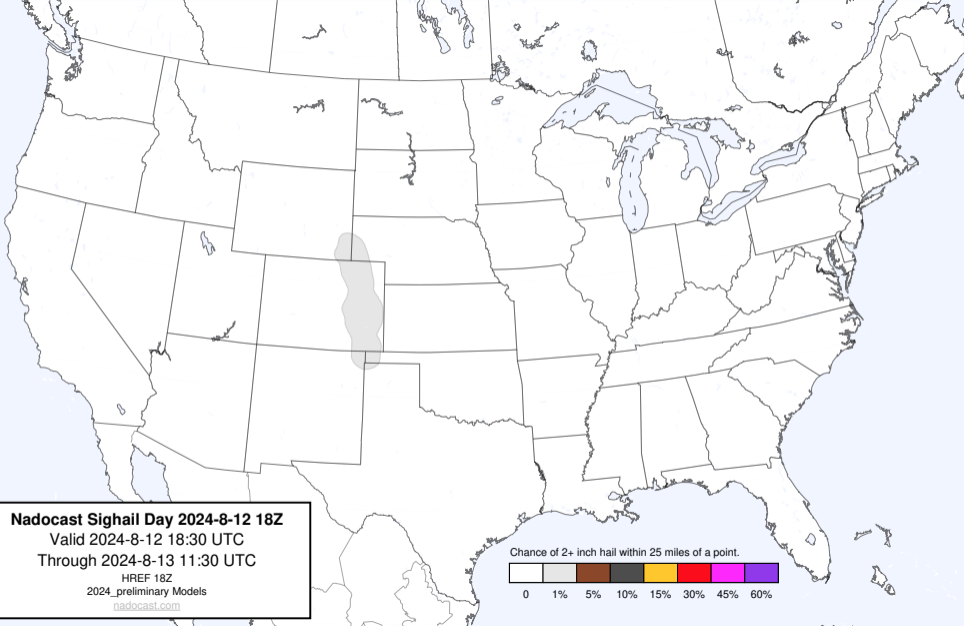 Nadocast Sighail Day 2024-8-12 18Z
Valid 2024-8-12 18:30 UTC
Through 2024-8-13 11:30 UTC
HREF 18Z
2024_preliminary Models
nadocast.com
Chance of 2+ inch hail within 25 miles of a point.
0 1% 5% 10% 15% 30% 45% 60%